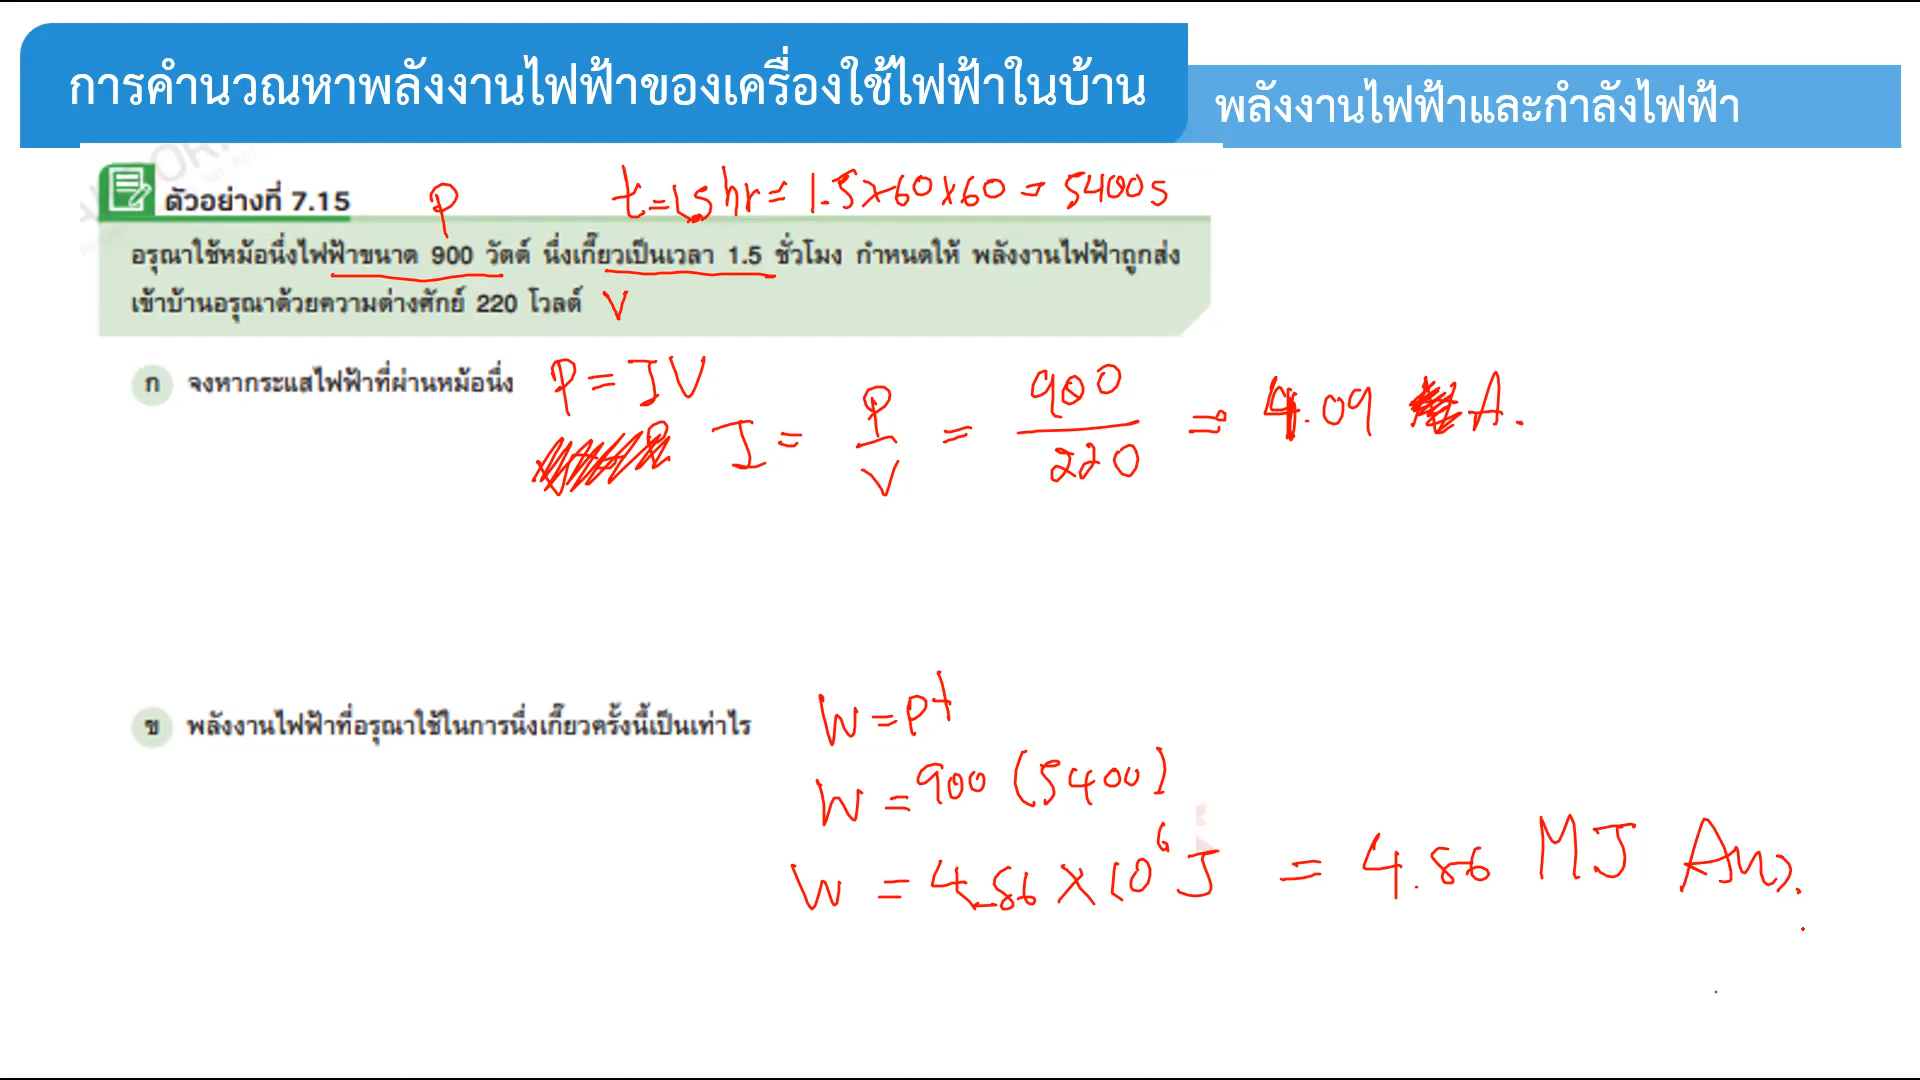 การคำนวณหาพลังงานไฟฟ้าของเครื่องใช้ไฟฟ้าในบ้าน
พลังงานไฟฟ้าและกำลังไฟฟ้า
ตัวอย่างที่ 7.15
P
t = 1.5 hr = 1.5 × 60 × 60 = 5400 s
อรุณาใช้หม้อนึ่งไฟฟ้าขนาด 900 วัตต์ นึ่งเกี๊ยวเป็นเวลา 1.5 ชั่วโมง กำหนดให้ พลังงานไฟฟ้าถูกส่ง
เข้าบ้านอรุณาด้วยความต่างศักย์ 220 โวลต์ V
ก จงหากระแสไฟฟ้าที่ผ่านหม้อนึ่ง P = IV
I = P/V = 900/220 = 4.09 A.
ข พลังงานไฟฟ้าที่อรุณาใช้ในการนึ่งเกี๊ยวครั้งนี้เป็นเท่าไร W = Pt
W = 900 (5400)
W = 4.86 × 10⁶ J = 4.86 MJ Ans.